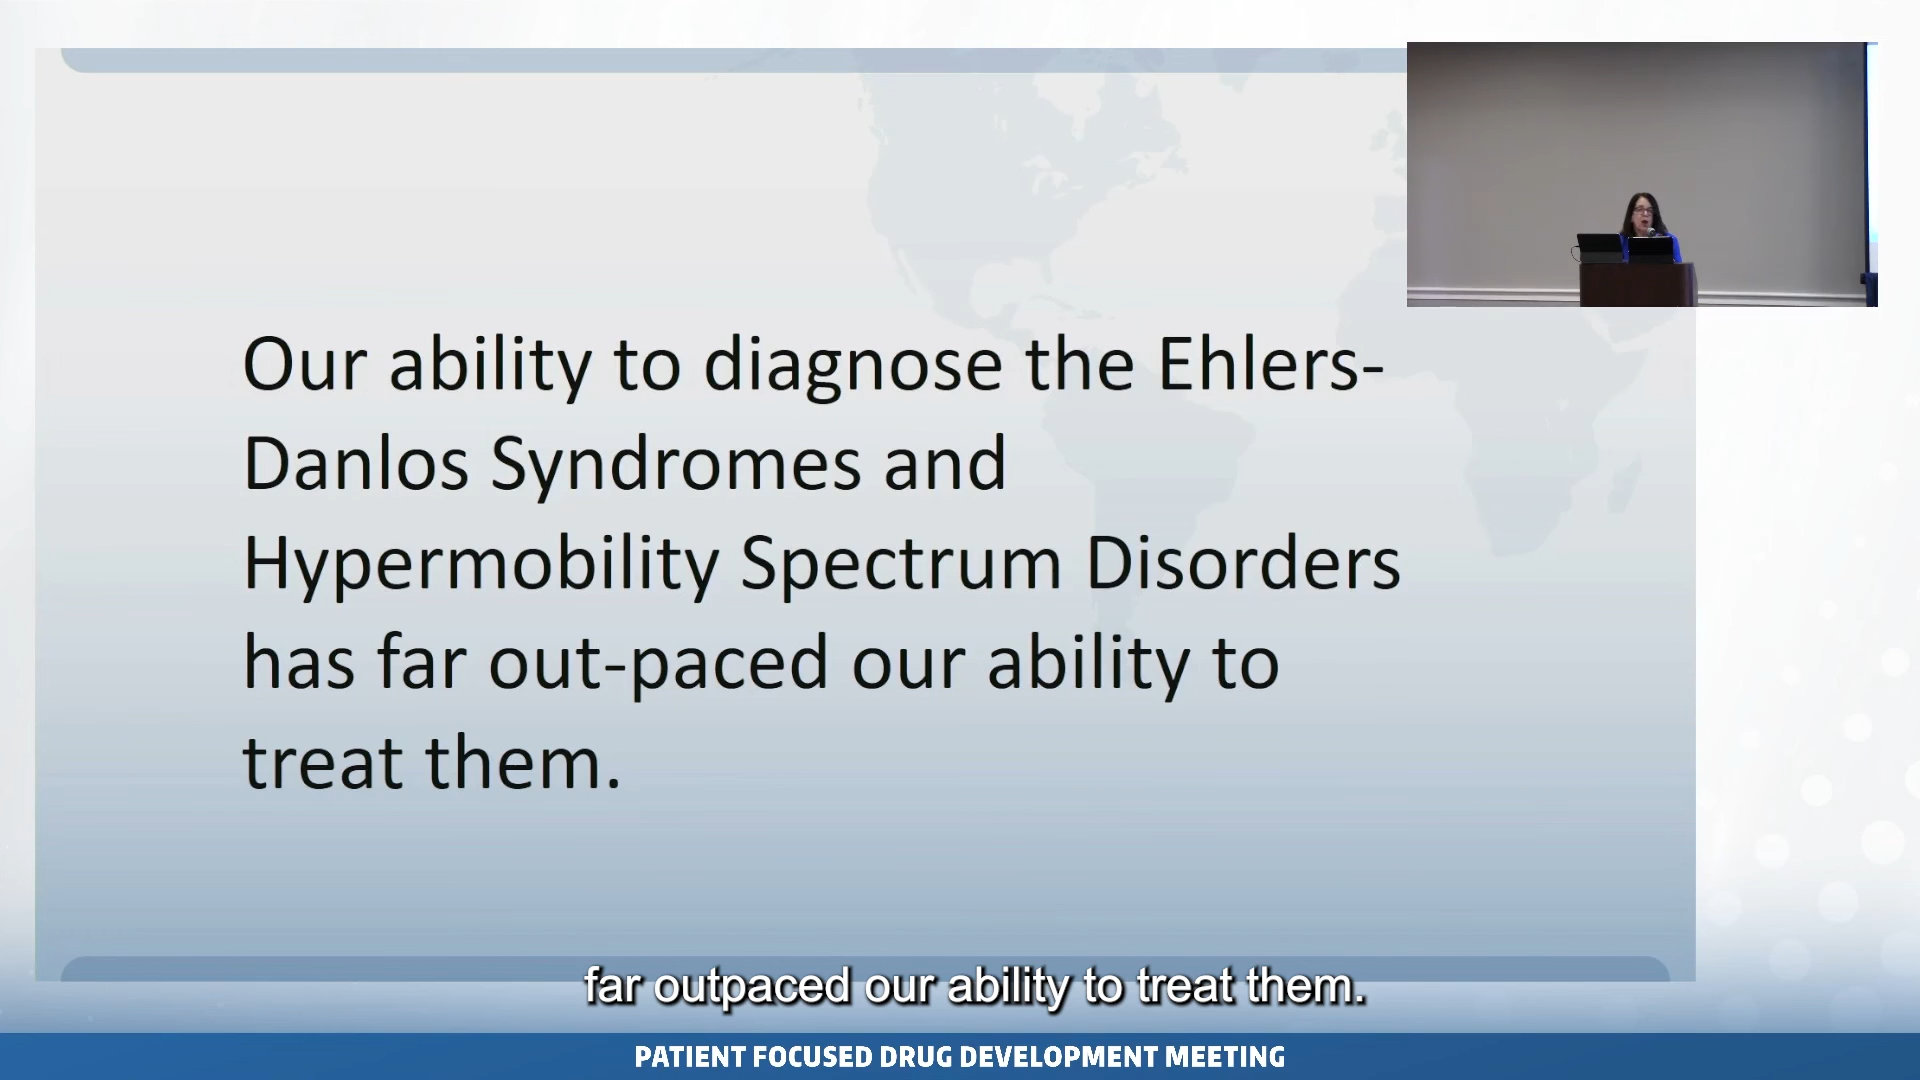 Our ability to diagnose the Ehlers-
Danlos Syndromes and
Hypermobility Spectrum Disorders
has far out-paced our ability to
treat them.
far outpaced our ability to treat them.
PATIENT FOCUSED DRUG DEVELOPMENT MEETING